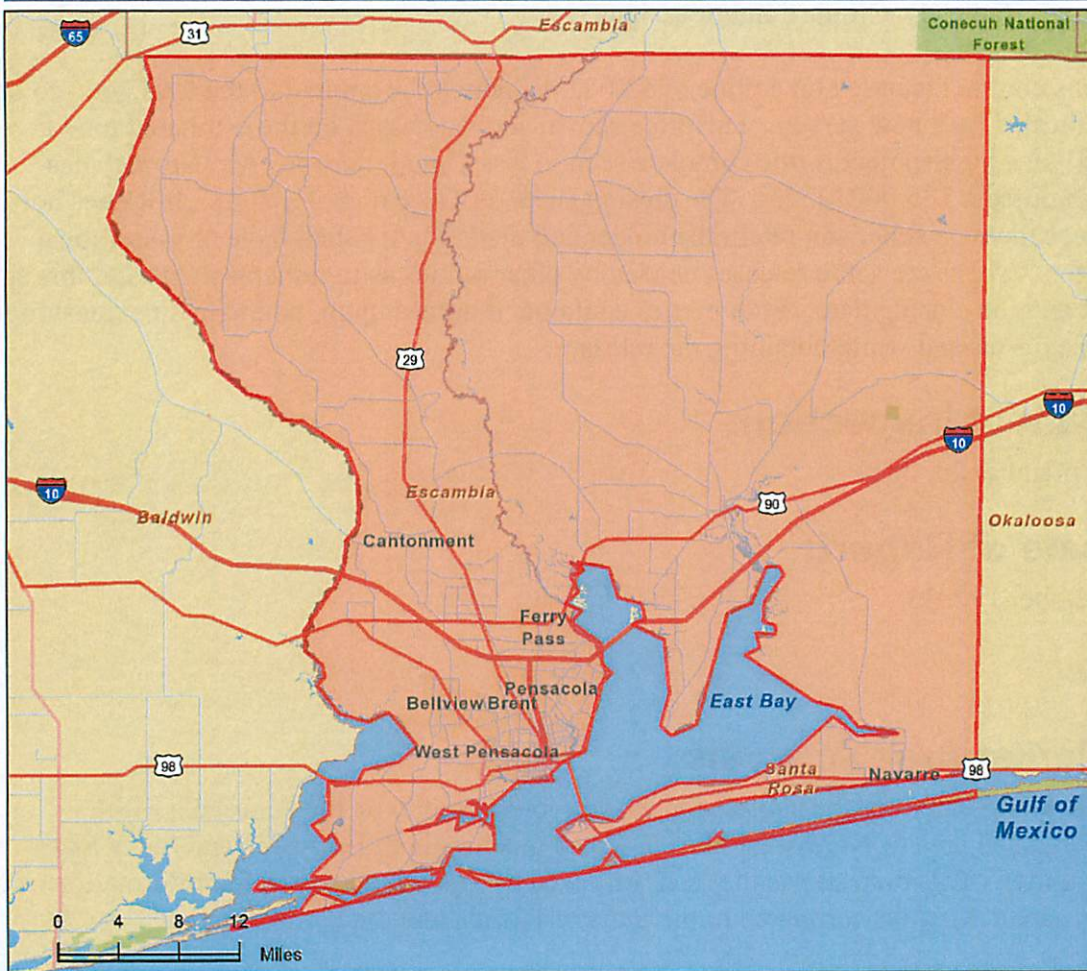 Escambia
Conecuh National
Forest
65
31
29
10
10
10
90
Escambia
Baldwin
Okaloosa
Cantonment
Ferry
Pass
Pensacola
Bellview Brent
East Bay
West Pensacola
98
Santa
Rosa
Navarre
98
Gulf of
Mexico
0 4 8 12
Miles